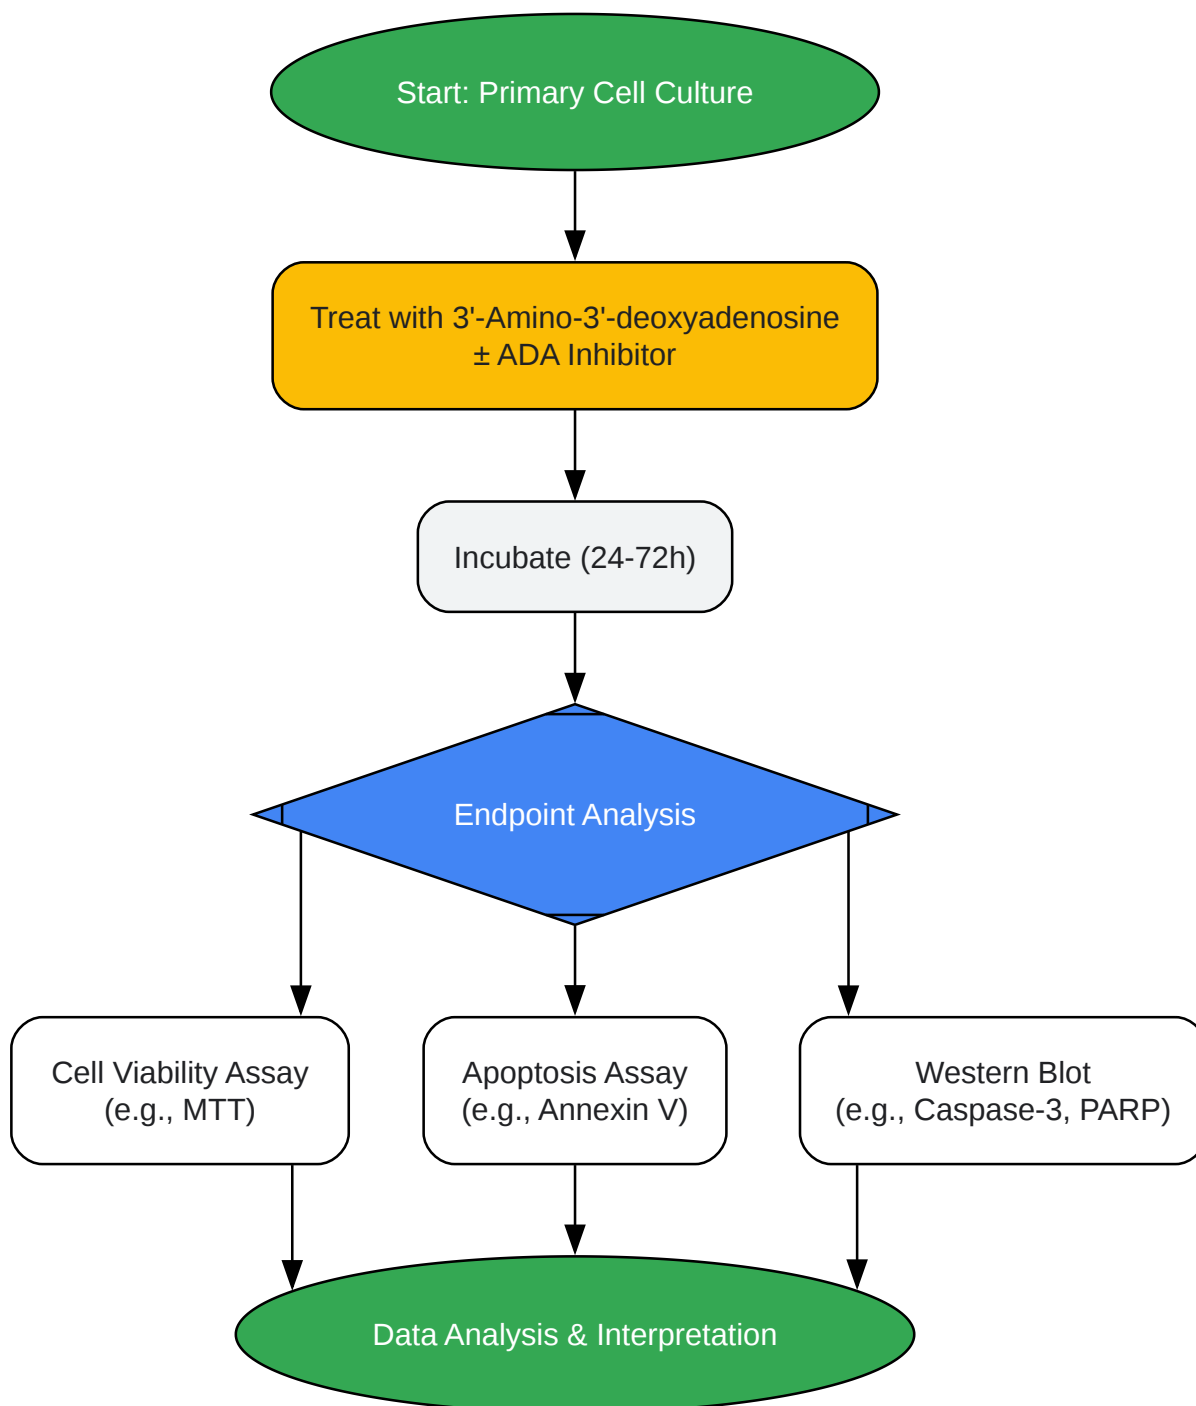 Start: Primary Cell Culture
Treat with 3'-Amino-3'-deoxyadenosine
± ADA Inhibitor
Incubate (24-72h)
Endpoint Analysis
Cell Viability Assay
(e.g., MTT)
Apoptosis Assay
(e.g., Annexin V)
Western Blot
(e.g., Caspase-3, PARP)
Data Analysis & Interpretation